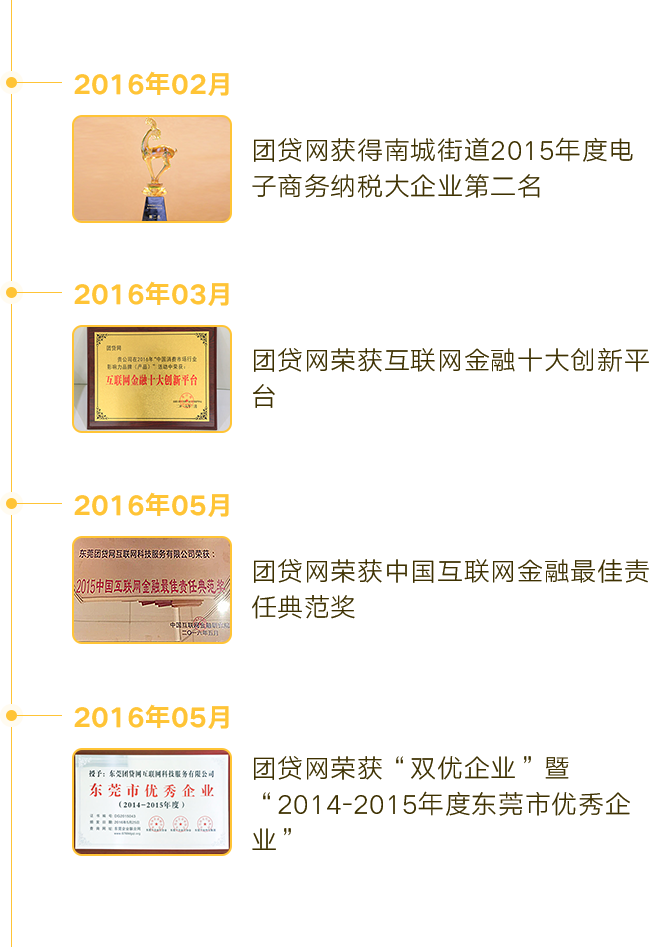 2016年02月
团贷网获得南城街道2015年度电
子商务纳税大企业第二名
2016年03月
团贷网
贵公司在2016年“中国消费市场行业
影响力品牌（产品）”活动中荣获：
互联网金融十大创新平台
团贷网荣获互联网金融十大创新平
台
2016年05月
东莞团贷网互联网科技服务有限公司荣获：
2015中国互联网金融最佳责任典范奖
二〇一六年五月
团贷网荣获中国互联网金融最佳责
任典范奖
2016年05月
授予：东莞团贷网互联网科技服务有限公司
东莞市优秀企业
（2014-2015年度）
团贷网荣获“双优企业”暨
“2014-2015年度东莞市优秀企
业”